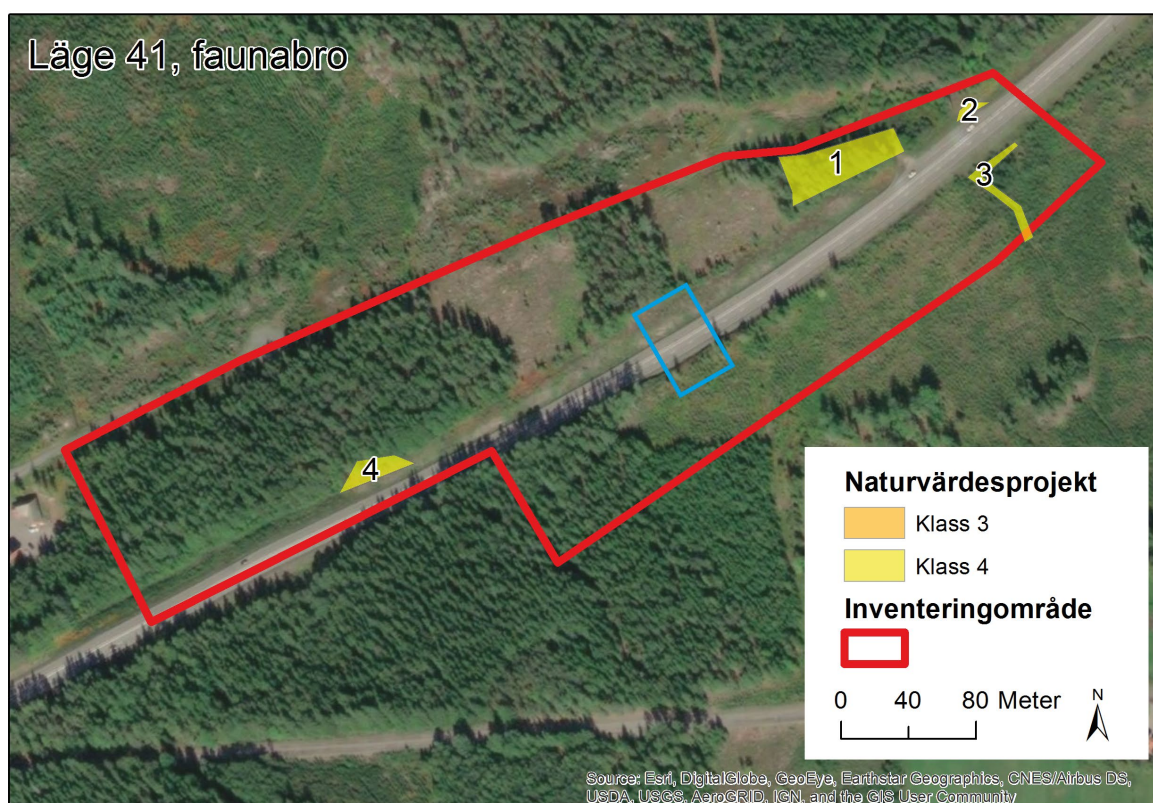 Läge 41, faunabro
2
1
3
4
Naturvärdesprojekt
Klass 3
Klass 4
Inventeringområde
0 40 80 Meter
N
Source: Esri, DigitalGlobe, GeoEye, Earthstar Geographics, CNES/Airbus DS,
USDA, USGS, AeroGRID, IGN, and the GIS User Community